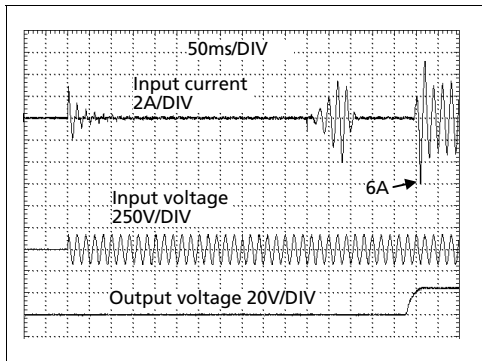 50ms/DIV
Input current
2A/DIV
6A
Input voltage
250V/DIV
Output voltage 20V/DIV